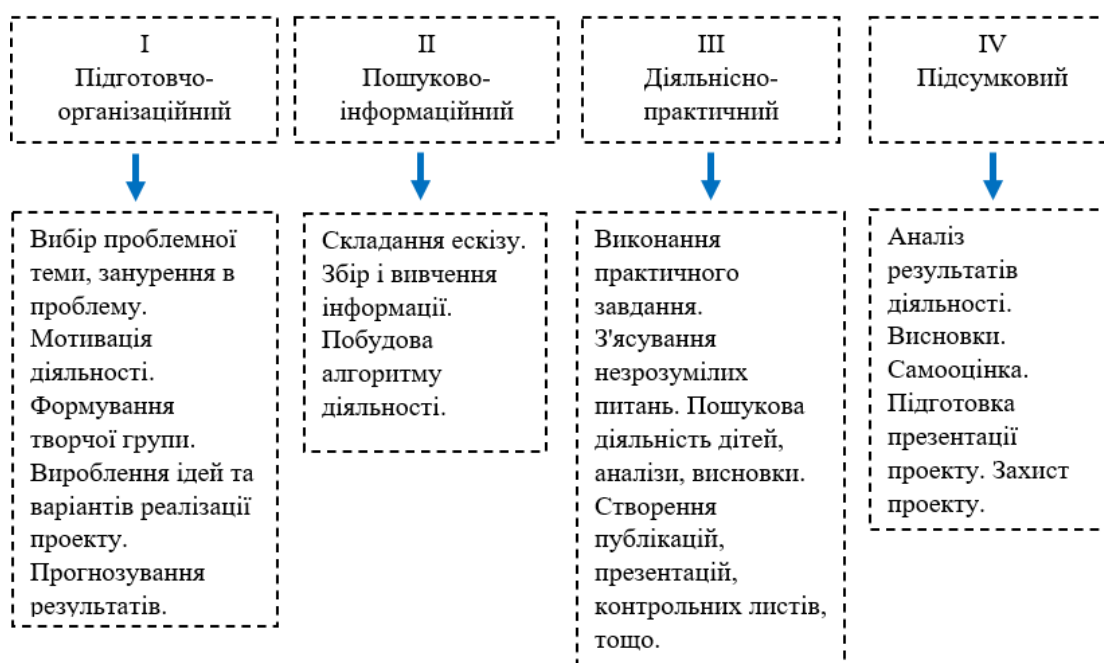 I
Підготовчо-
організаційний
II
Пошуково-
інформаційний
III
Діяльнісно-
практичний
IV
Підсумковий
Вибір проблемної
теми, занурення в
проблему.
Мотивація
діяльності.
Формування
творчої групи.
Вироблення ідей та
варіантів реалізації
проекту.
Прогнозування
результатів.
Складання ескізу.
Збір і вивчення
інформації.
Побудова
алгоритму
діяльності.
Виконання
практичного
завдання.
З'ясування
незрозумілих
питань. Пошукова
діяльність дітей,
аналізи, висновки.
Створення
публікацій,
презентацій,
контрольних листів,
тощо.
Аналіз
результатів
діяльності.
Висновки.
Самооцінка.
Підготовка
презентації
проекту. Захист
проекту.